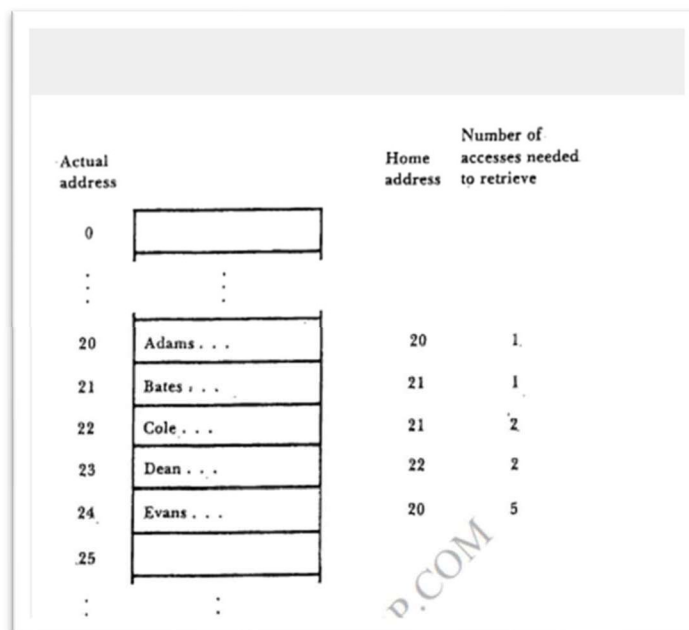 Number of
Actual Home accesses needed
address address to retrieve
0
20 Adams . . . 20 1
21 Bates . . . 21 1
22 Cole . . . 21 2
23 Dean . . . 22 2
24 Evans . . . 20 5
25
P.COM